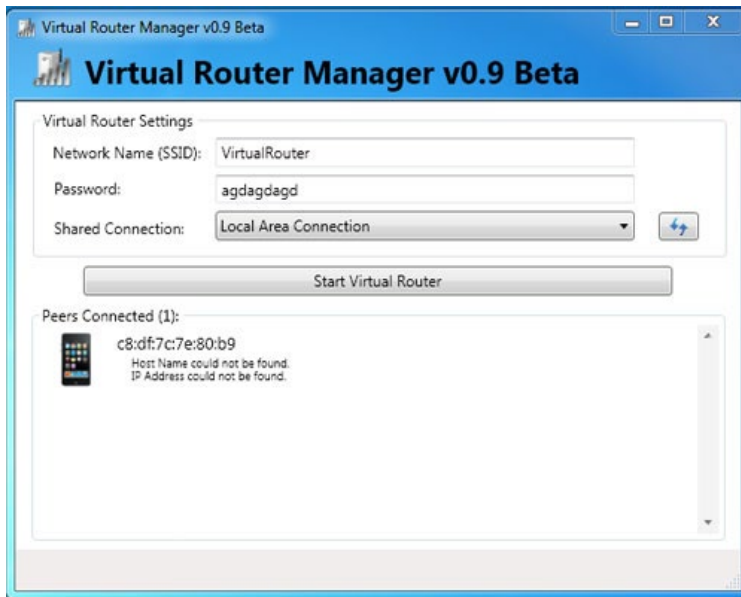 Virtual Router Manager v0.9 Beta
Virtual Router Manager v0.9 Beta
Virtual Router Settings
Network Name (SSID): VirtualRouter
Password: agdagdagd
Shared Connection: Local Area Connection
Start Virtual Router
Peers Connected (1):
c8:df:7c:7e:80:b9
Host Name could not be found.
IP Address could not be found.